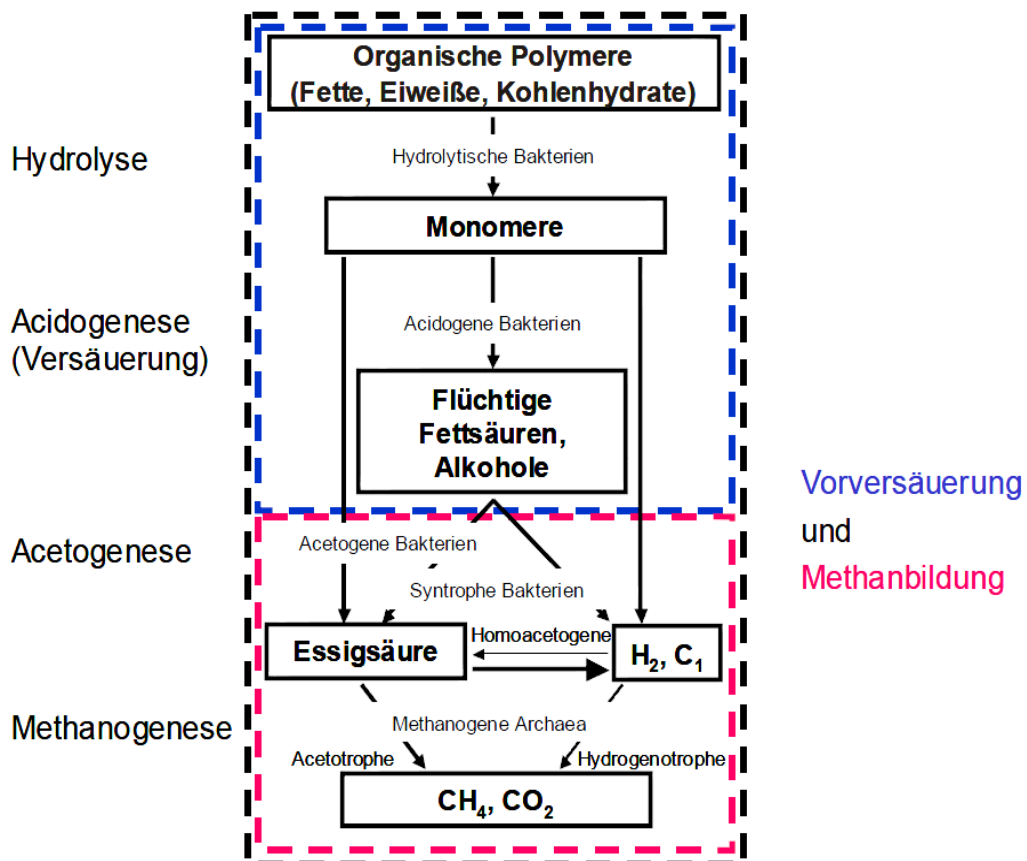 Organische Polymere
(Fette, Eiweiße, Kohlenhydrate)
Hydrolyse
Hydrolytische Bakterien
Monomere
Acidogenese
(Versäuerung)
Acidogene Bakterien
Flüchtige
Fettsäuren,
Alkohole
Vorversäuerung
und
Methanbildung
Acetogenese
Acetogene Bakterien
Syntrophe Bakterien
Essigsäure
Homoacetogene
H₂, C₁
Methanogenese
Methanogene Archaea
Acetotrophe
Hydrogenotrophe
CH₄, CO₂